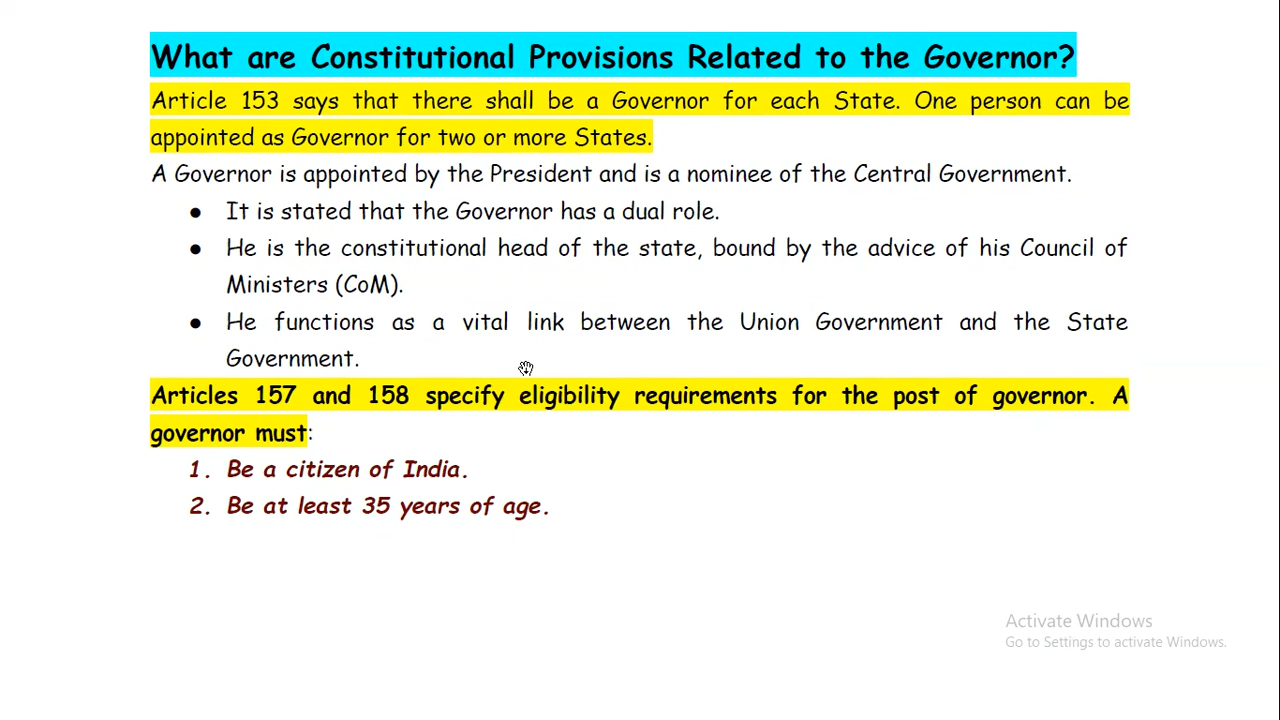 What are Constitutional Provisions Related to the Governor?
Article 153 says that there shall be a Governor for each State. One person can be
appointed as Governor for two or more States.
A Governor is appointed by the President and is a nominee of the Central Government.
● It is stated that the Governor has a dual role.
● He is the constitutional head of the state, bound by the advice of his Council of
Ministers (CoM).
● He functions as a vital link between the Union Government and the State
Government.
Articles 157 and 158 specify eligibility requirements for the post of governor. A
governor must:
1. Be a citizen of India.
2. Be at least 35 years of age.
Activate Windows
Go to Settings to activate Windows.